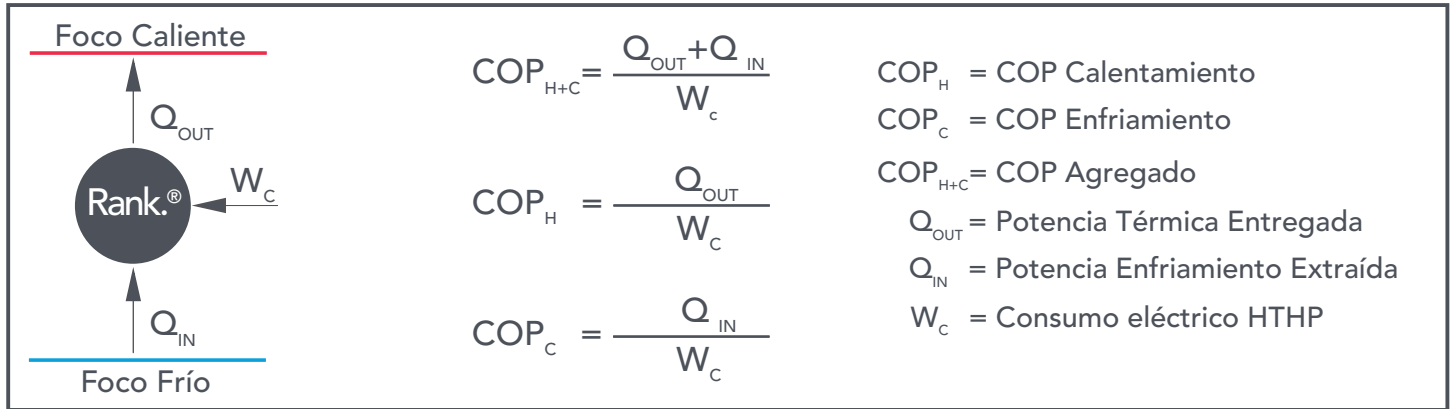 Foco Caliente
Q_OUT
Rank.®
W_C
Q_IN
Foco Frío
COP_H+C = (Q_OUT + Q_IN) / W_c
COP_H = Q_OUT / W_C
COP_C = Q_IN / W_C
COP_H = COP Calentamiento
COP_C = COP Enfriamiento
COP_H+C = COP Agregado
Q_OUT = Potencia Térmica Entregada
Q_IN = Potencia Enfriamiento Extraída
W_C = Consumo eléctrico HTHP